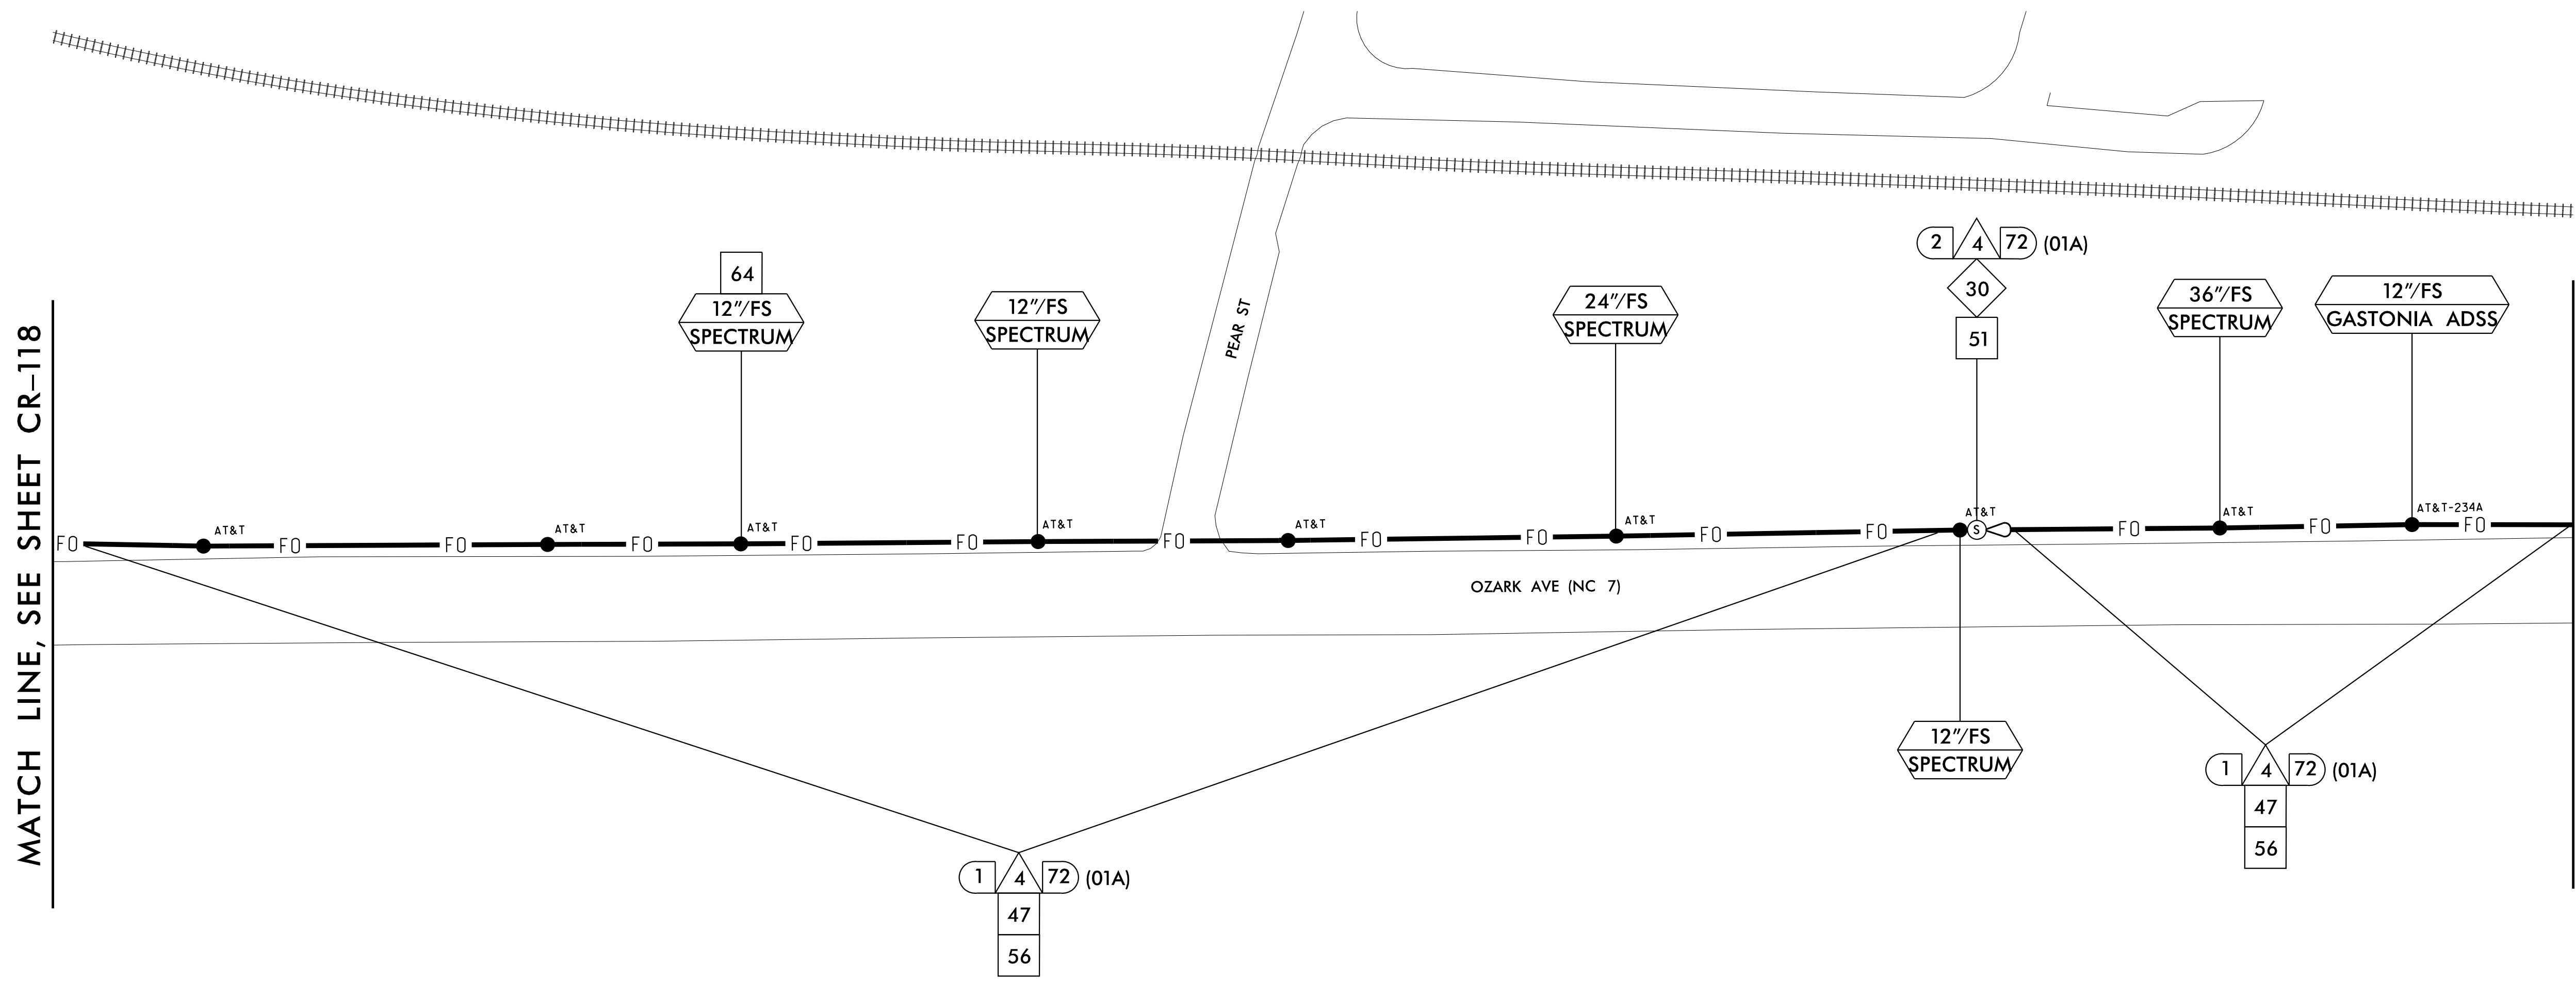 MATCH LINE, SEE SHEET CR-118
2 4 72 (01A)
30
51
64
12"/FS
SPECTRUM
12"/FS
SPECTRUM
PEAR ST
24"/FS
SPECTRUM
36"/FS
SPECTRUM
12"/FS
GASTONIA ADSS
FO AT&T FO FO AT&T FO AT&T FO FO AT&T FO AT&T FO FO AT&T FO FO AT&T S FO AT&T FO AT&T-234A FO
OZARK AVE (NC 7)
12"/FS
SPECTRUM
1 4 72 (01A)
47
56
1 4 72 (01A)
47
56